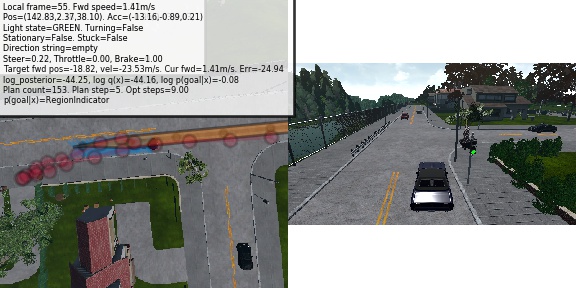 Local frame=55. Fwd speed=1.41m/s
Pos=(142.83,2.37,38.10). Acc=(-13.16,-0.89,0.21)
Light state=GREEN. Turning=False
Stationary=False. Stuck=False
Direction string=empty
Steer=0.22, Throttle=0.00, Brake=1.00
Target fwd pos=-18.82, vel=-23.53m/s. Cur fwd=1.41m/s. Err=-24.94
log_posterior=-44.25, log q(x)=-44.16, log p(goal|x)=-0.08
Plan count=153. Plan step=5. Opt steps=9.00
p(goal|x)=RegionIndicator